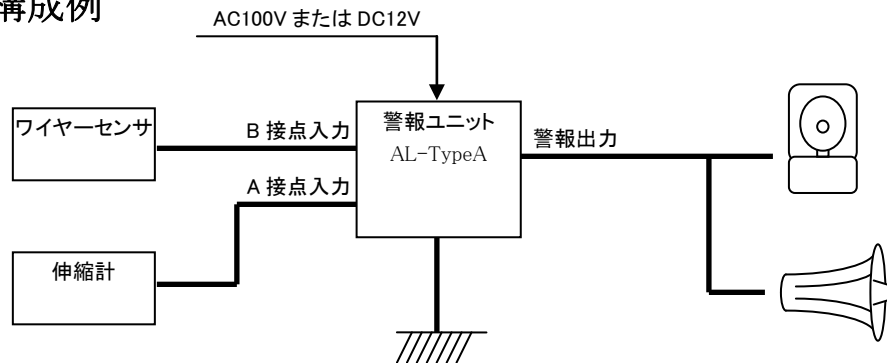 構成例
AC100V または DC12V
ワイヤーセンサ
B 接点入力
警報ユニット
AL-TypeA
警報出力
A 接点入力
伸縮計